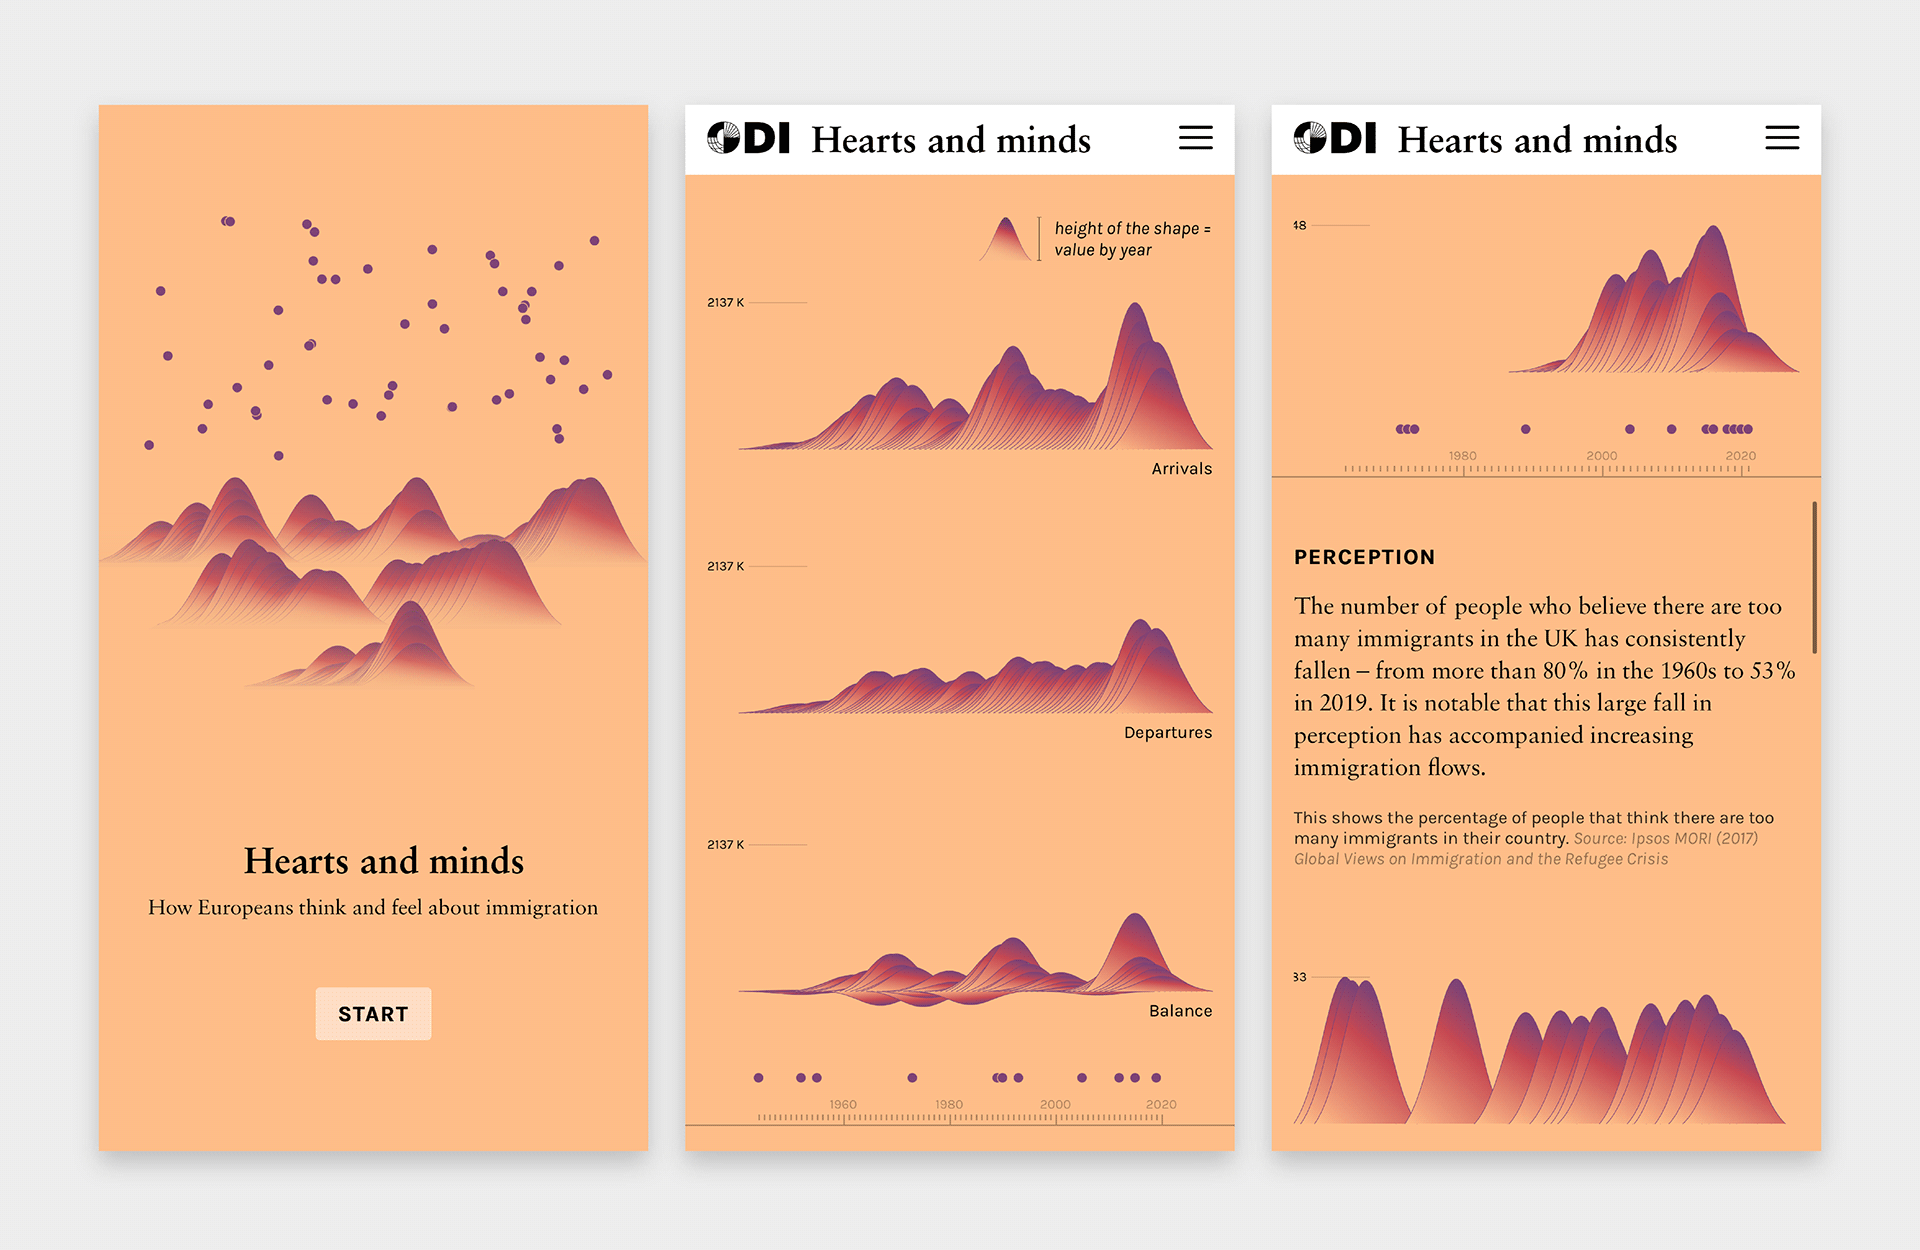 Hearts and minds
How Europeans think and feel about immigration
START
ODI Hearts and minds
height of the shape =
value by year
2137 K
Arrivals
2137 K
Departures
2137 K
Balance
1960 1980 2000 2020
ODI Hearts and minds
48
1980 2000 2020
PERCEPTION
The number of people who believe there are too
many immigrants in the UK has consistently
fallen – from more than 80% in the 1960s to 53%
in 2019. It is notable that this large fall in
perception has accompanied increasing
immigration flows.
This shows the percentage of people that think there are too
many immigrants in their country. Source: Ipsos MORI (2017)
Global Views on Immigration and the Refugee Crisis